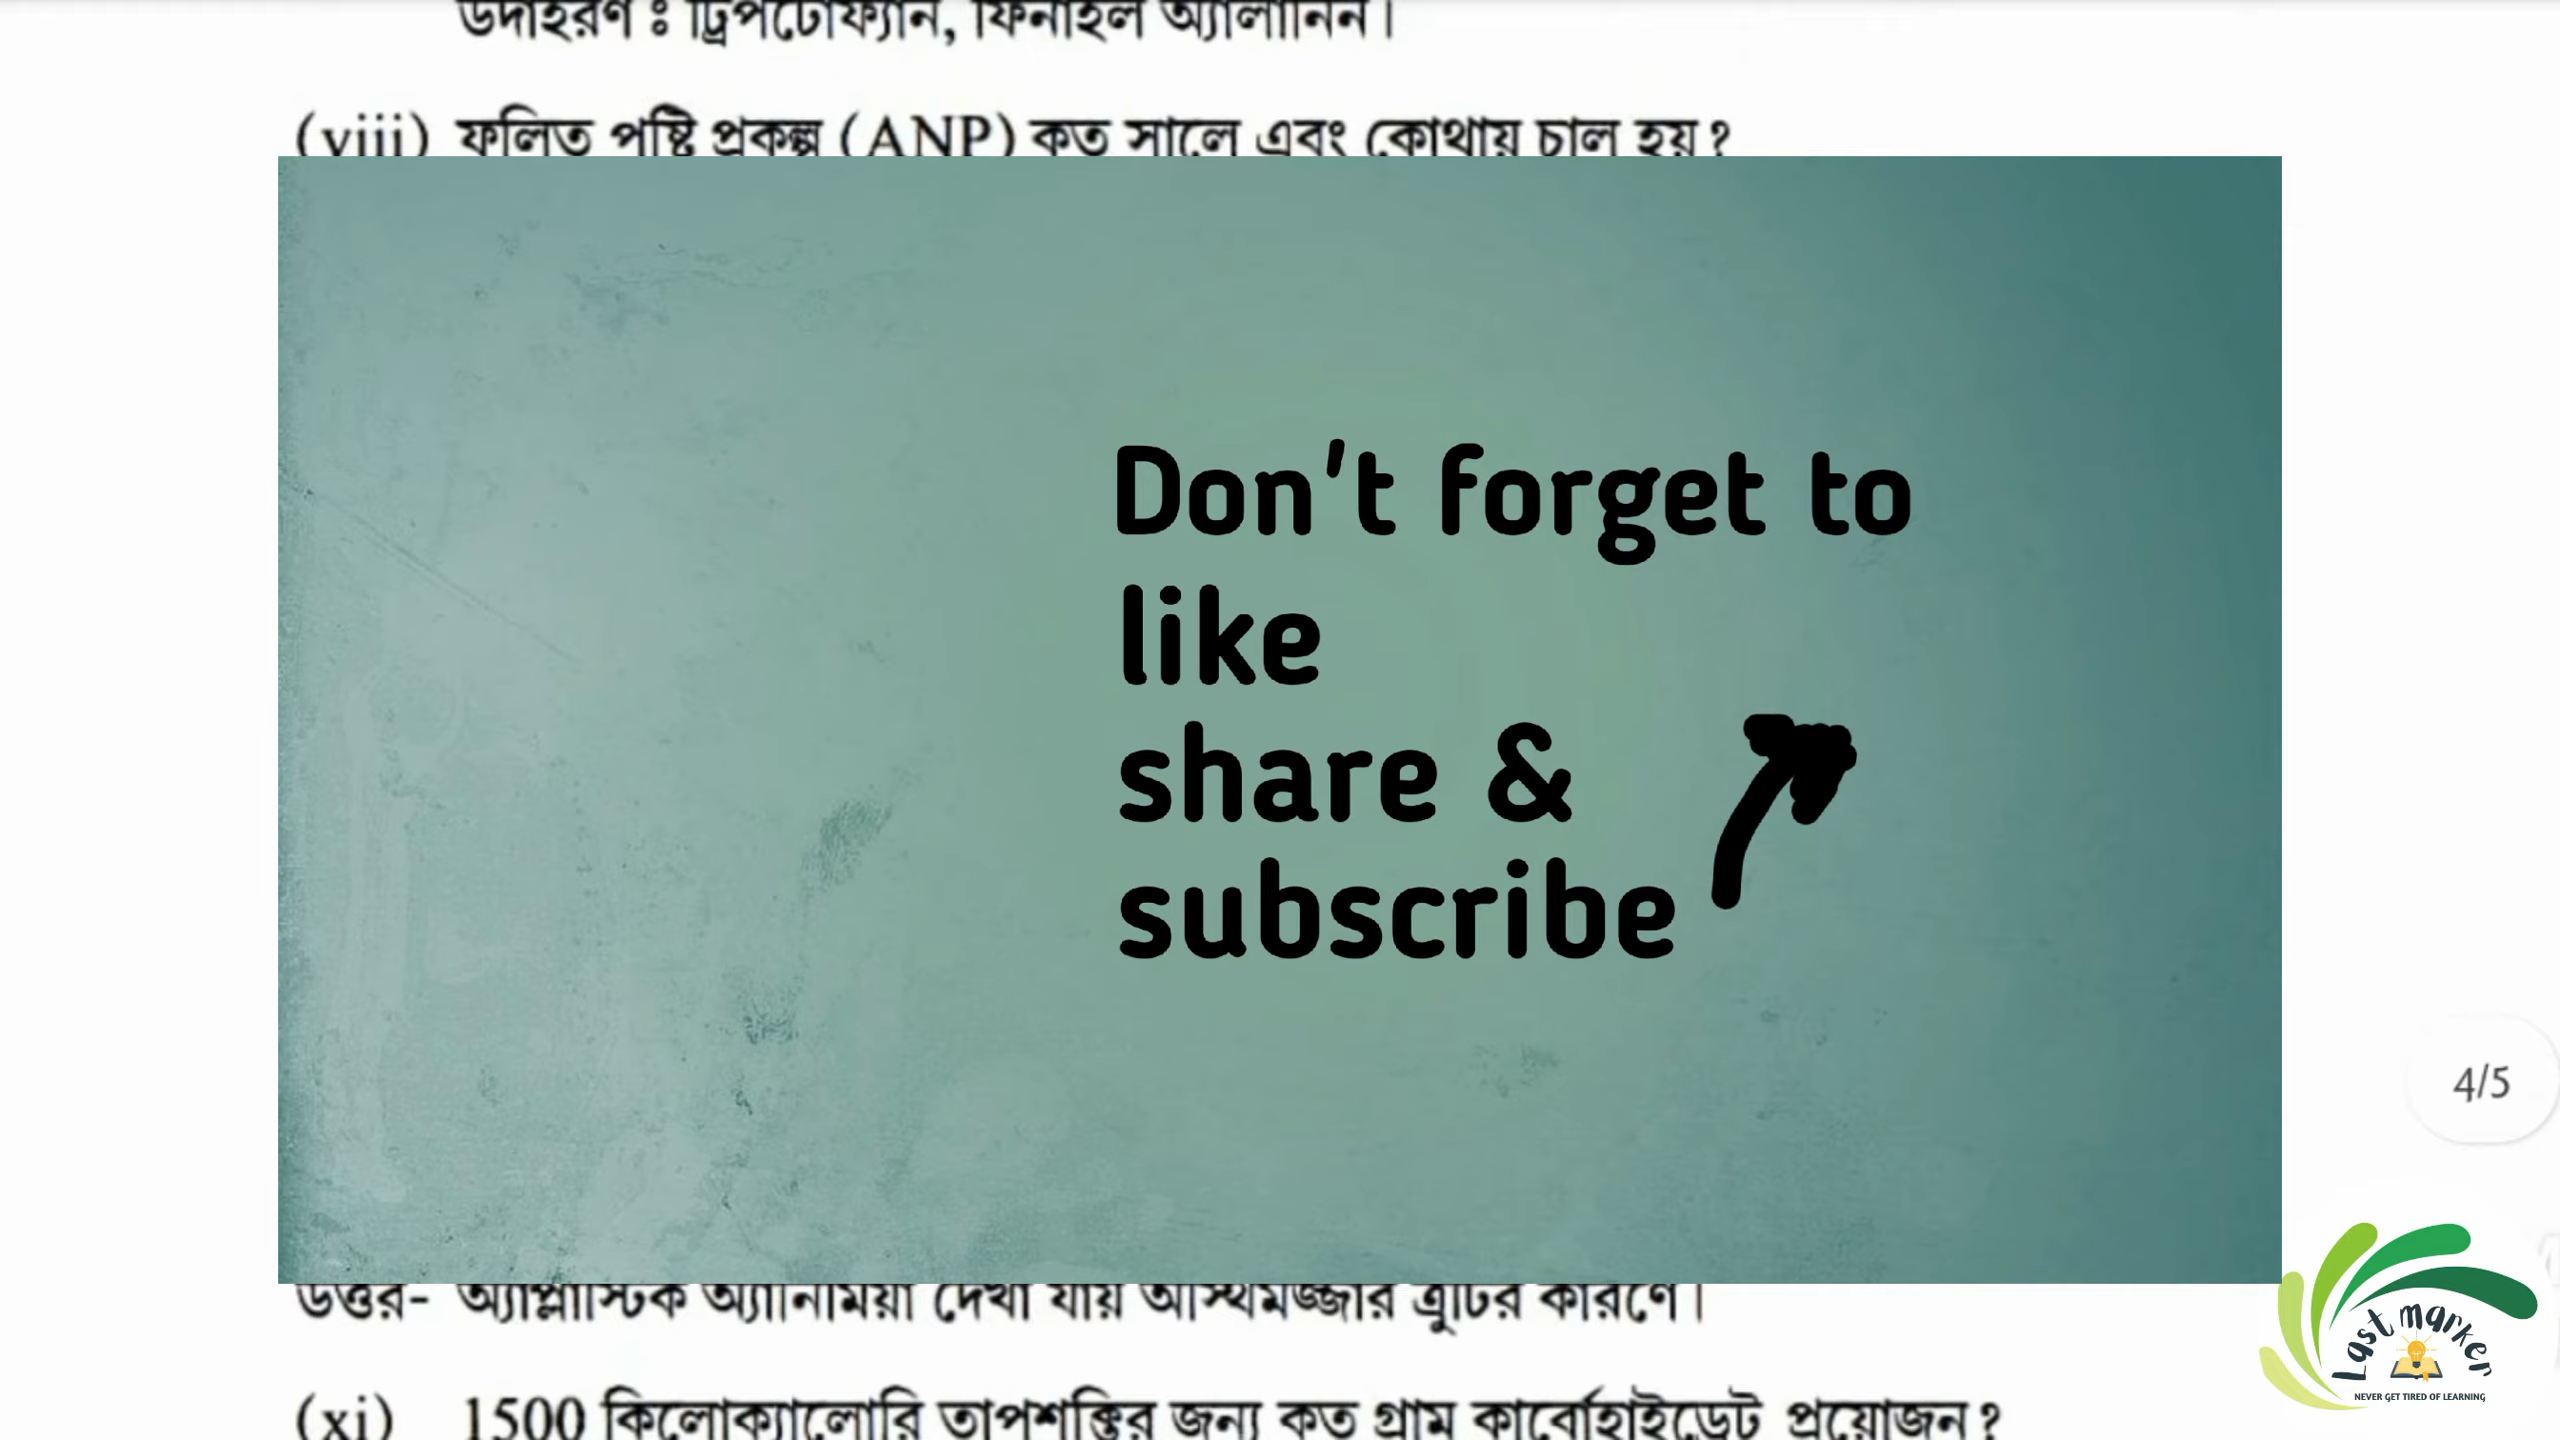 উদাহরণ ঃ ট্রিপটোফ্যান, ফিনাইল অ্যালানিন।
(viii) ফলিত পুষ্টি প্রকল্প (ANP) কত সালে এবং কোথায় চালু হয়?
Don't forget to
like
share &
subscribe
4/5
উত্তর- অ্যাপ্লাস্টিক অ্যানিমিয়া দেখা যায় অস্থিমজ্জার ত্রুটির কারণে।
Last marker
NEVER GET TIRED OF LEARNING
(xi) 1500 কিলোক্যালোরি তাপশক্তির জন্য কত গ্রাম কার্বোহাইড্রেট প্রয়োজন?